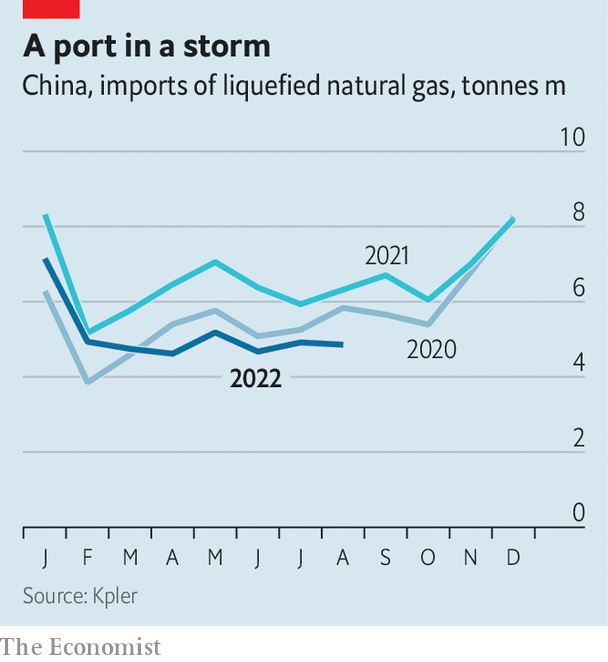 A port in a storm
China, imports of liquefied natural gas, tonnes m
10
8
2021
6
2020
4
2022
2
0
J F M A M J J A S O N D
Source: Kpler
The Economist